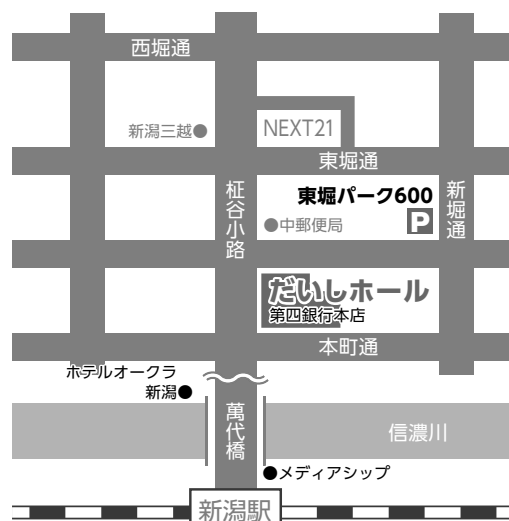 西堀通
新潟三越●
NEXT21
東堀通
柾谷小路
東堀パーク600
P
新堀通
●中郵便局
だいしホール
第四銀行本店
本町通
ホテルオークラ
新潟●
萬代橋
信濃川
●メディアシップ
新潟駅